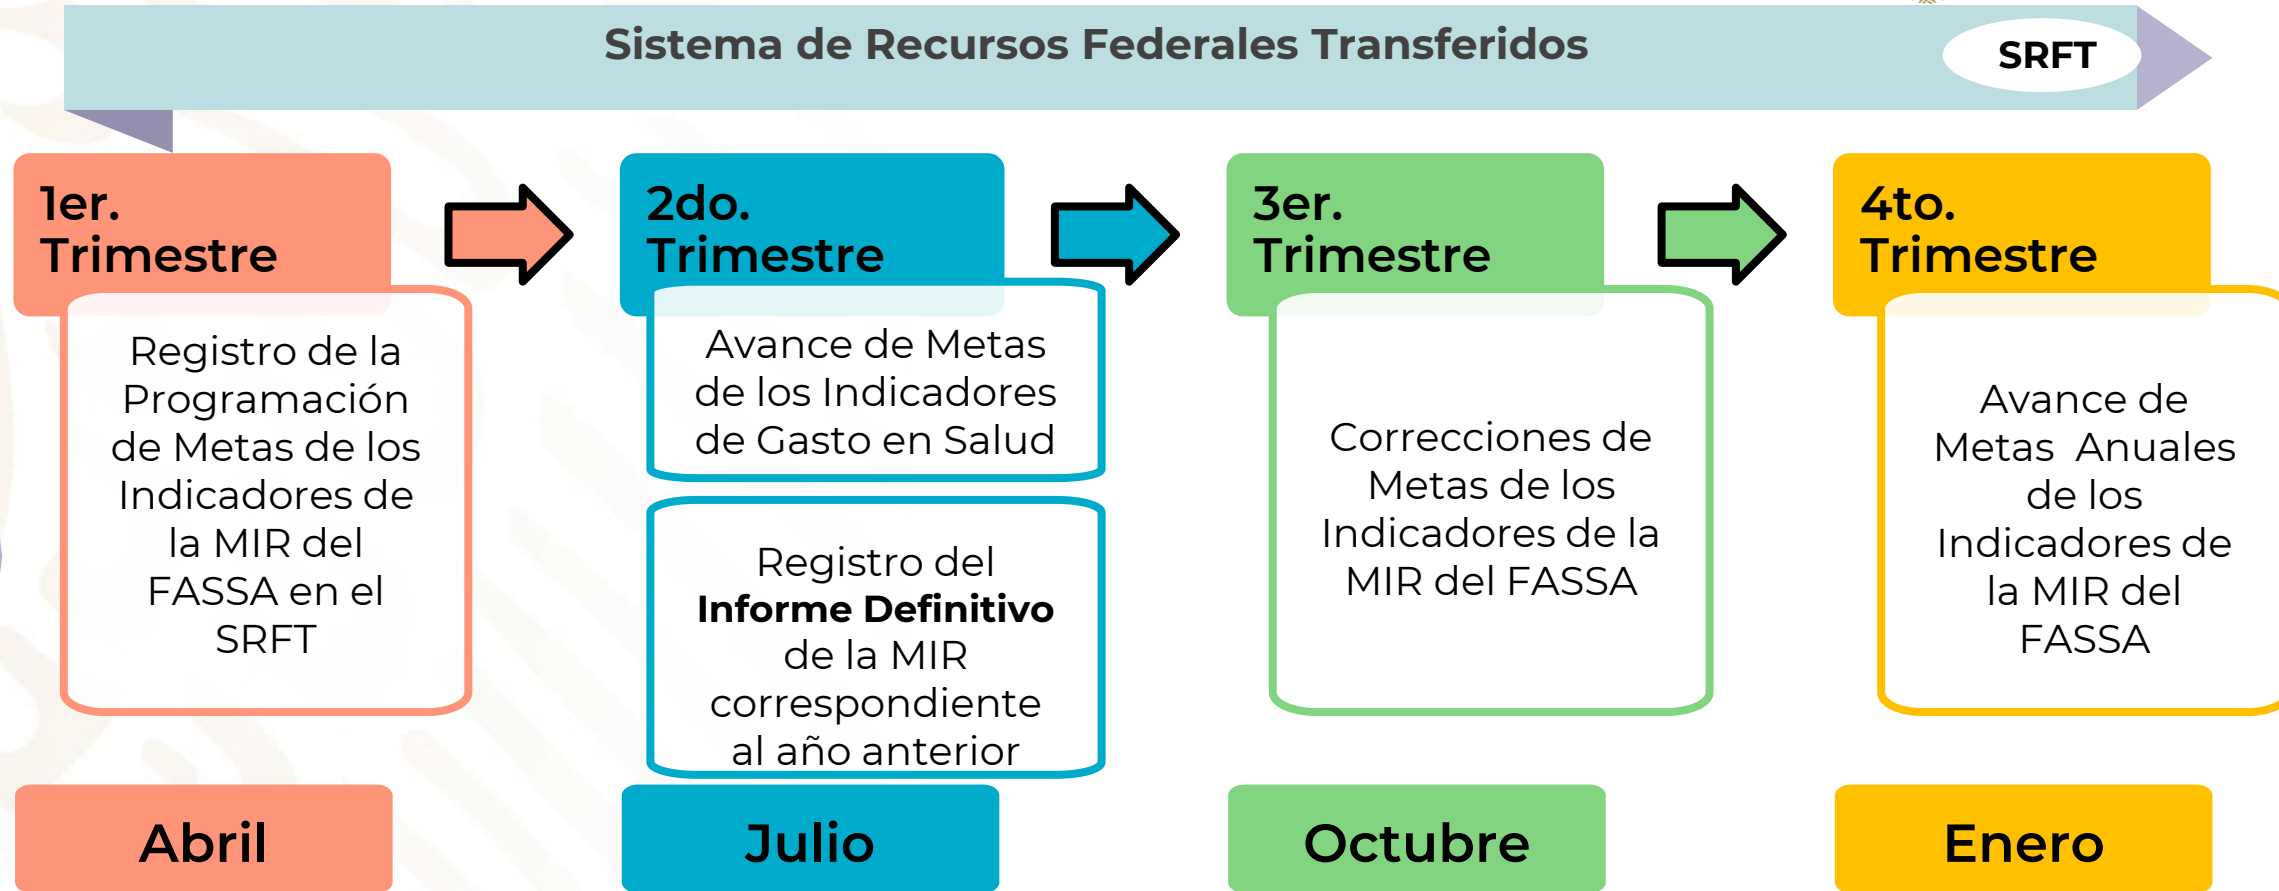 Sistema de Recursos Federales Transferidos
SRFT
1er.
Trimestre
Registro de la
Programación
de Metas de los
Indicadores de
la MIR del
FASSA en el
SRFT
Abril
2do.
Trimestre
Avance de Metas
de los Indicadores
de Gasto en Salud
Registro del
Informe Definitivo
de la MIR
correspondiente
al año anterior
Julio
3er.
Trimestre
Correcciones de
Metas de los
Indicadores de la
MIR del FASSA
Octubre
4to.
Trimestre
Avance de
Metas  Anuales
de los
Indicadores de
la MIR del
FASSA
Enero